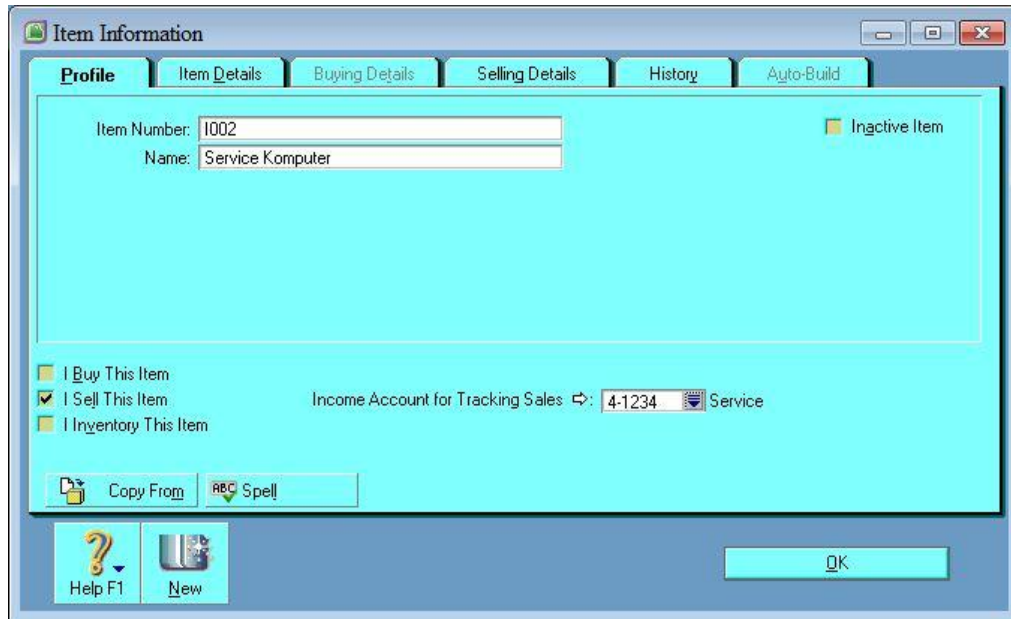 Item Information
Profile Item Details Buying Details Selling Details History Auto-Build
Item Number: I002
Inactive Item
Name: Service Komputer
I Buy This Item
I Sell This Item Income Account for Tracking Sales ⇨: 4-1234 Service
I Inventory This Item
Copy From ABC Spell
Help F1 New OK